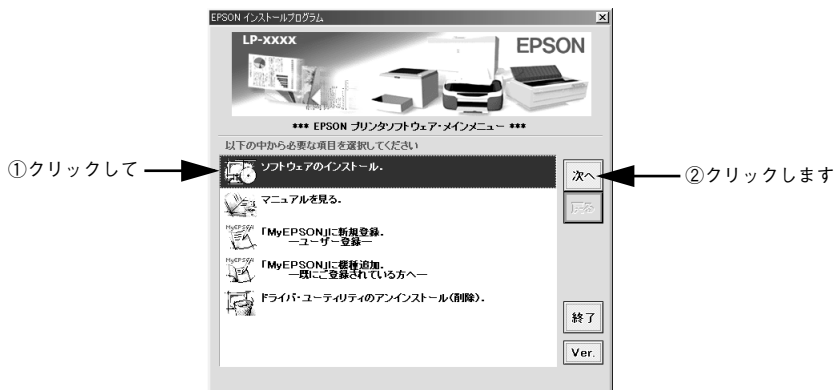 EPSON インストールプログラム
LP-XXXX
EPSON
*** EPSON プリンタソフトウェア・メインメニュー ***
以下の中から必要な項目を選択してください
①クリックして
ソフトウェアのインストール.
次へ
②クリックします
マニュアルを見る.
戻る
MyEPSON
「MyEPSON」に新規登録.
―ユーザー登録―
MyEPSON
「MyEPSON」に機種追加.
―既にご登録されている方へ―
ドライバ・ユーティリティのアンインストール(削除).
終了
Ver.